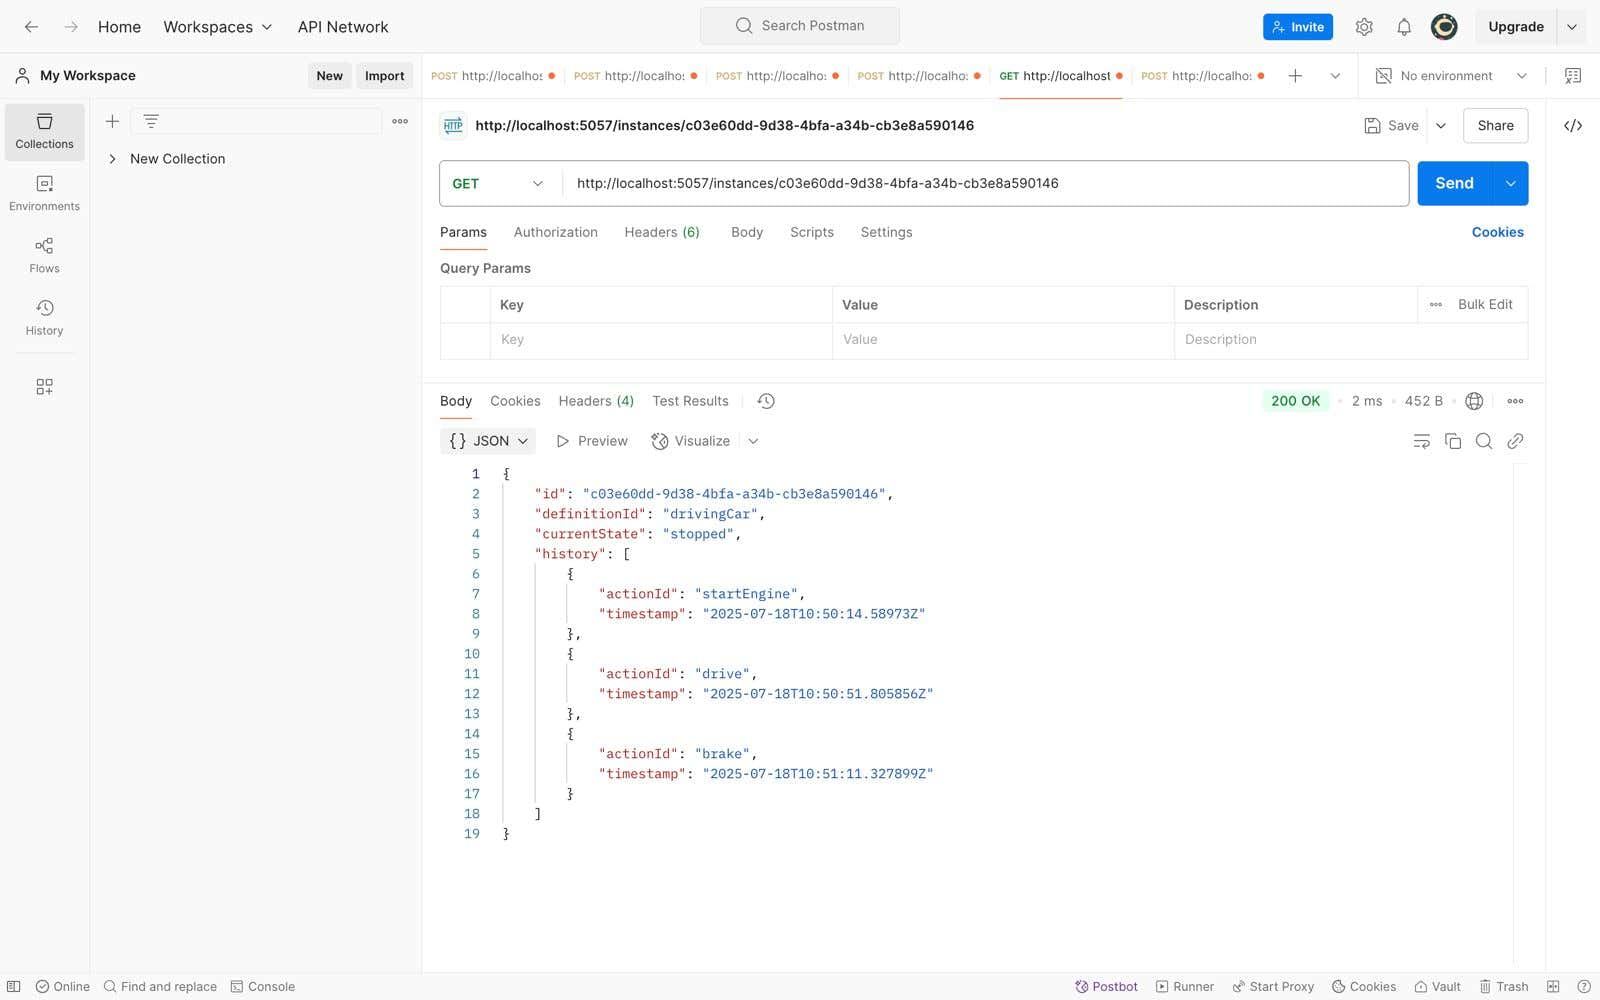 Home Workspaces API Network Search Postman Invite Upgrade
My Workspace New Import
POST http://localhos: POST http://localho: POST http://localho: POST http://localho: GET http://localhost POST http://localho: No environment
Collections
Environments
Flows
History
New Collection
HTTP http://localhost:5057/instances/c03e60dd-9d38-4bfa-a34b-cb3e8a590146 Save Share
GET http://localhost:5057/instances/c03e60dd-9d38-4bfa-a34b-cb3e8a590146 Send
Params Authorization Headers (6) Body Scripts Settings Cookies
Query Params
Key Value Description Bulk Edit
Key Value Description
Body Cookies Headers (4) Test Results 200 OK 2 ms 452 B
{} JSON Preview Visualize
1 {
2 "id": "c03e60dd-9d38-4bfa-a34b-cb3e8a590146",
3 "definitionId": "drivingCar",
4 "currentState": "stopped",
5 "history": [
6 {
7 "actionId": "startEngine",
8 "timestamp": "2025-07-18T10:50:14.58973Z"
9 },
10 {
11 "actionId": "drive",
12 "timestamp": "2025-07-18T10:50:51.805856Z"
13 },
14 {
15 "actionId": "brake",
16 "timestamp": "2025-07-18T10:51:11.327899Z"
17 }
18 ]
19 }
Online Find and replace Console Postbot Runner Start Proxy Cookies Vault Trash